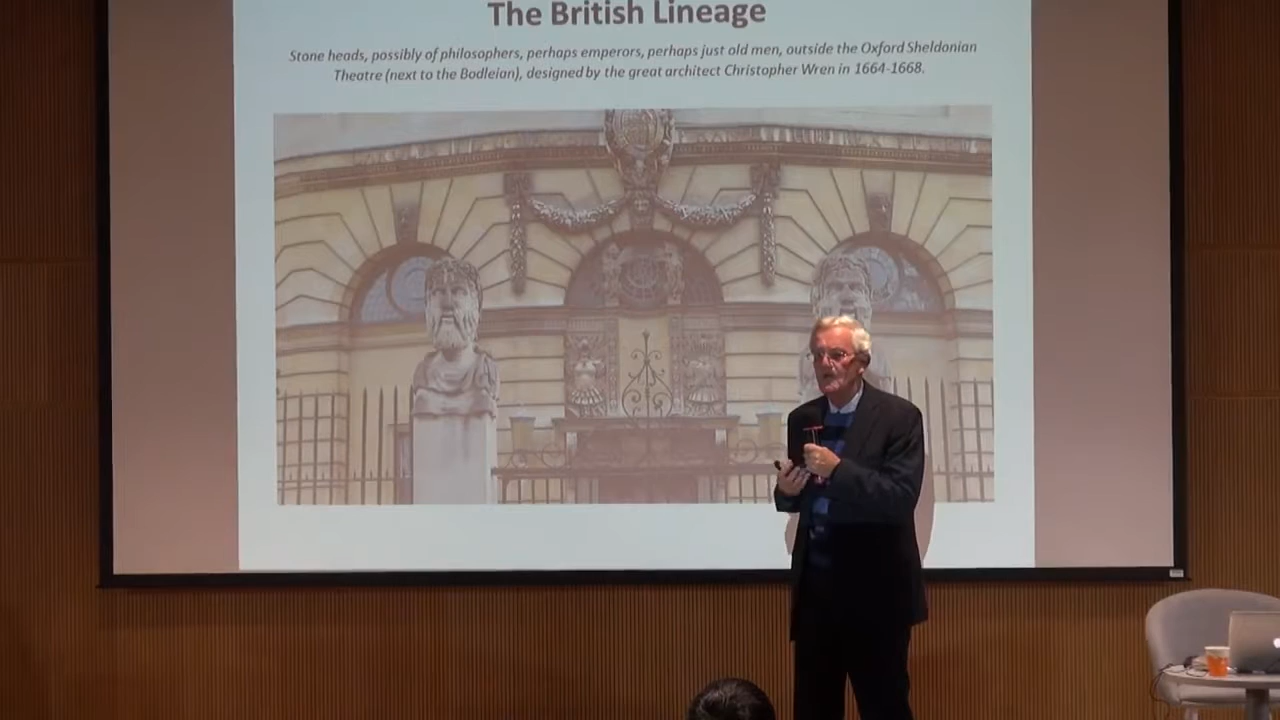 The British Lineage
Stone heads, possibly of philosophers, perhaps emperors, perhaps just old men, outside the Oxford Sheldonian
Theatre (next to the Bodleian), designed by the great architect Christopher Wren in 1664-1668.